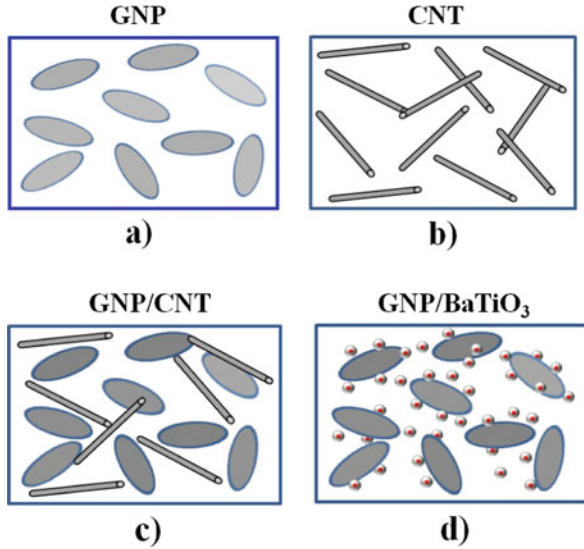 GNP
CNT
a)
b)
GNP/CNT
GNP/BaTiO₃
c)
d)